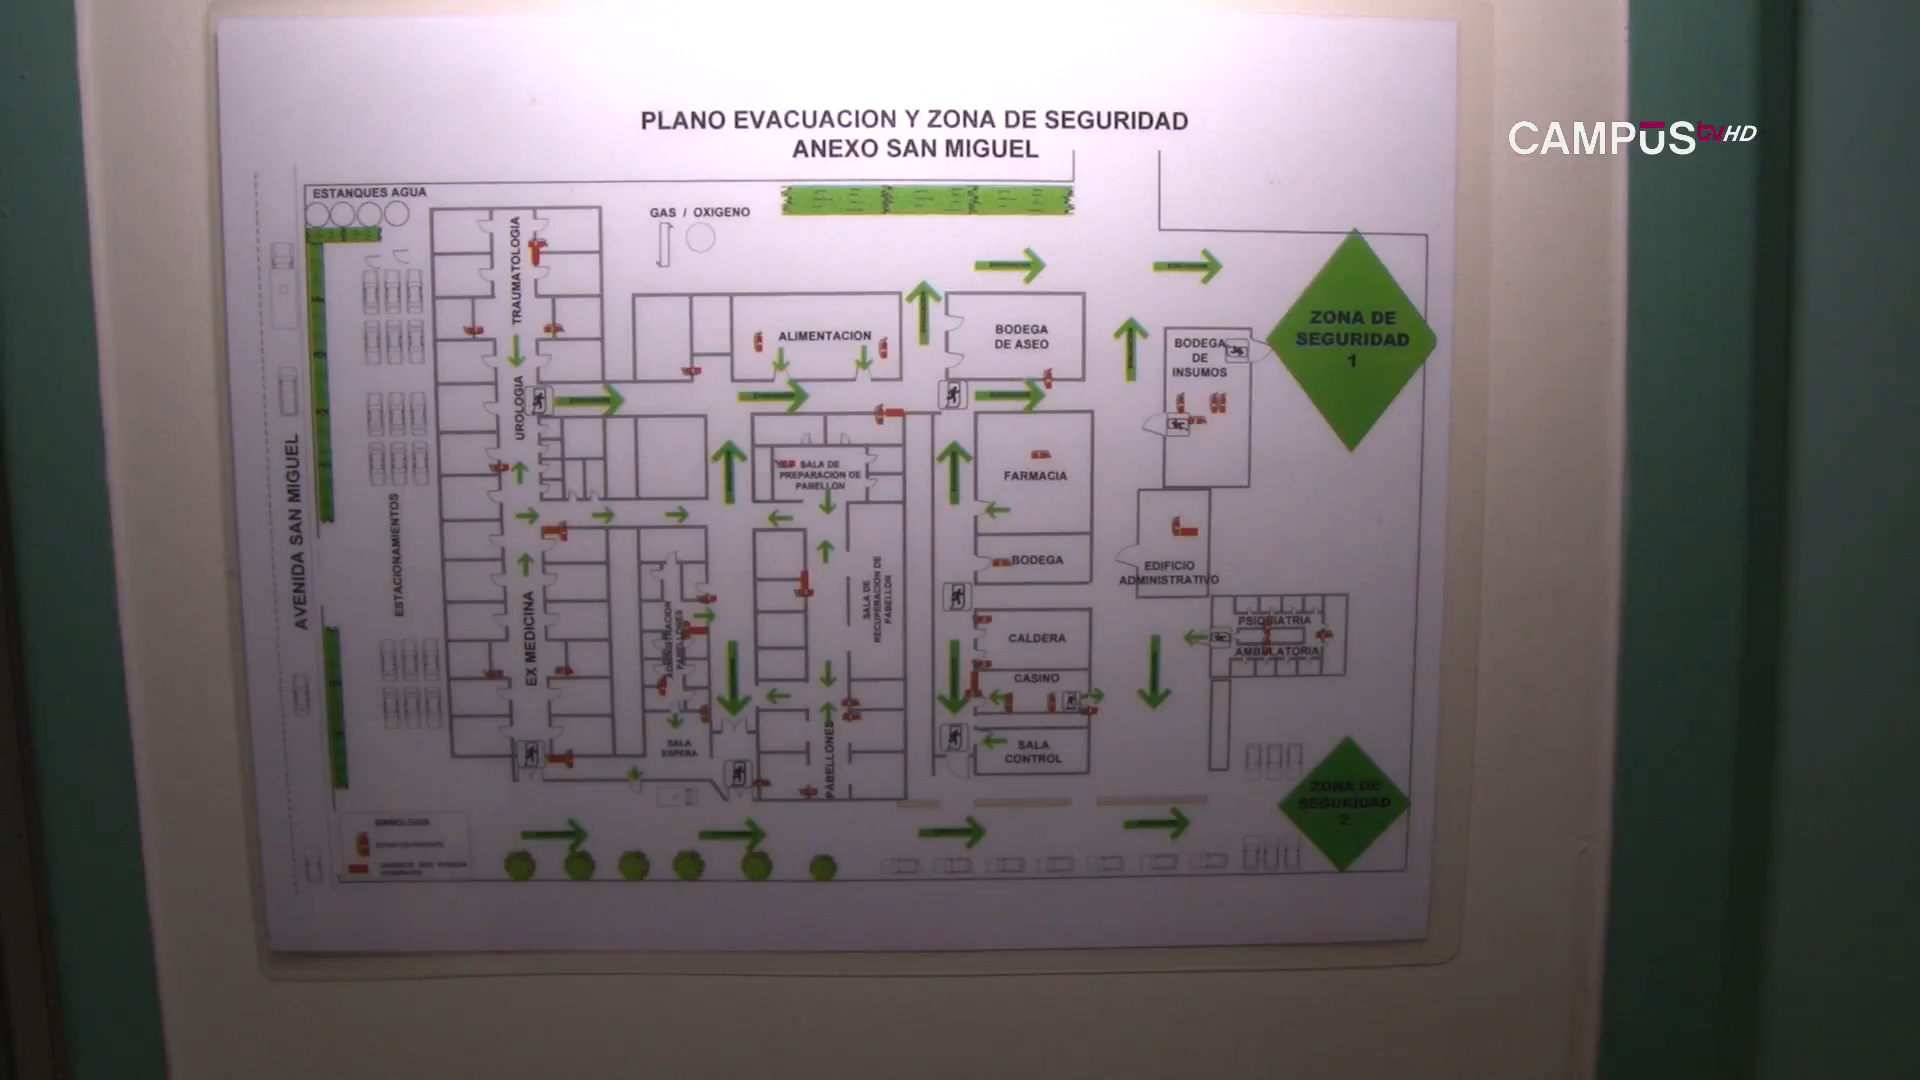 PLANO EVACUACION Y ZONA DE SEGURIDAD
ANEXO SAN MIGUEL
CAMPUS tv HD
ESTANQUES AGUA
GAS / OXIGENO
TRAUMATOLOGIA
ALIMENTACION
BODEGA
DE ASEO
BODEGA
DE
INSUMOS
ZONA DE
SEGURIDAD
1
UROLOGIA
AVENIDA SAN MIGUEL
ESTACIONAMIENTOS
SALA DE
PREPARACION DE
PABELLON
FARMACIA
BODEGA
EDIFICIO
ADMINISTRATIVO
EX MEDICINA
ADMINISTRACION
PABELLONES
SALA DE
RECUPERACION DE
PABELLON
CALDERA
PSIQUIATRIA
AMBULATORIA
CASINO
SALA
ESPERA
PABELLONES
SALA
CONTROL
ZONA DE
SEGURIDAD
2
SIMBOLOGIA